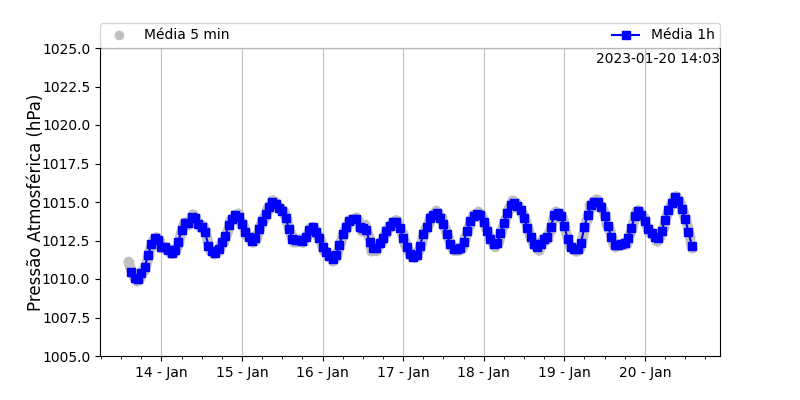 Média 5 min
Média 1h
2023-01-20 14:03
Pressão Atmosférica (hPa)
1025.0
1022.5
1020.0
1017.5
1015.0
1012.5
1010.0
1007.5
1005.0
14 - Jan
15 - Jan
16 - Jan
17 - Jan
18 - Jan
19 - Jan
20 - Jan